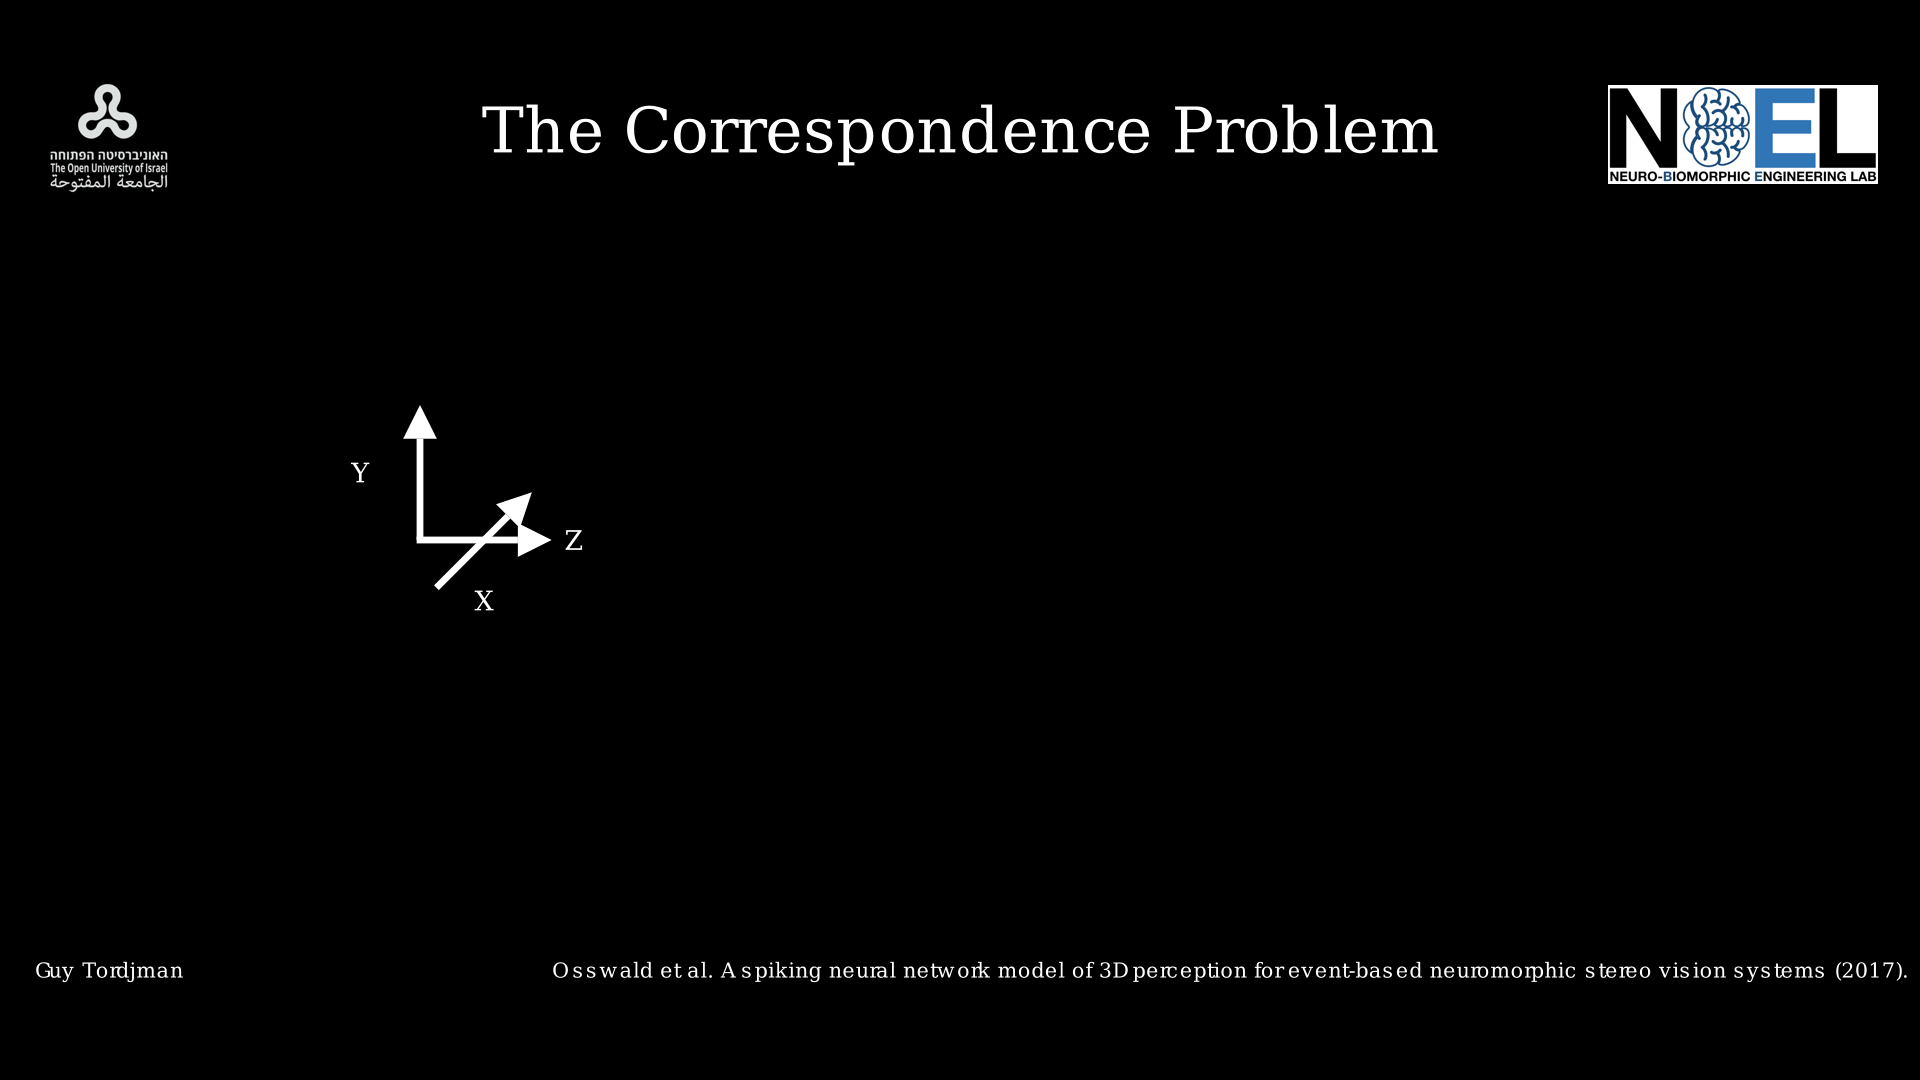 The Correspondence Problem
האוניברסיטה הפתוחה
The Open University of Israel
الجامعة المفتوحة
NOEL
NEURO-BIOMORPHIC ENGINEERING LAB
Y
Z
X
Guy Tordjman
Osswald et al. A spiking neural network model of 3D perception for event-based neuromorphic stereo vision systems (2017).